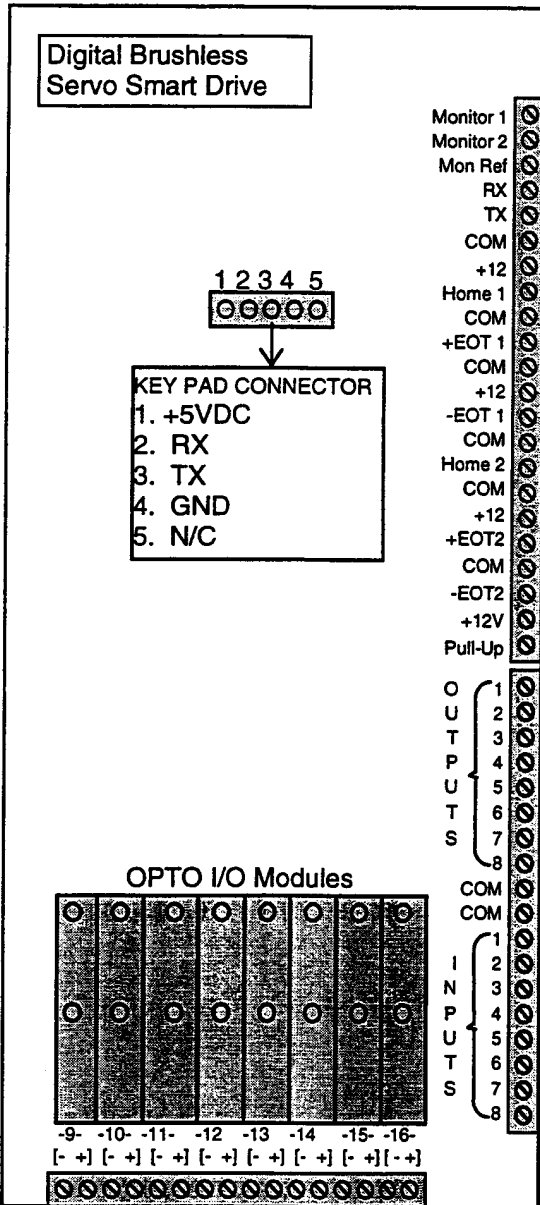 Digital Brushless
Servo Smart Drive
Monitor 1
Monitor 2
Mon Ref
RX
TX
COM
+12
Home 1
COM
+EOT 1
COM
+12
-EOT 1
COM
Home 2
COM
+12
+EOT2
COM
-EOT2
+12V
Pull-Up
1 2 3 4 5
KEY PAD CONNECTOR
1. +5VDC
2. RX
3. TX
4. GND
5. N/C
OUTPUTS
1
2
3
4
5
6
7
8
COM
COM
INPUTS
1
2
3
4
5
6
7
8
OPTO I/O Modules
-9- -10- -11- -12 -13 -14 -15- -16-
[- +] [- +] [- +] [- +] [- +] [- +] [- +] [- +]